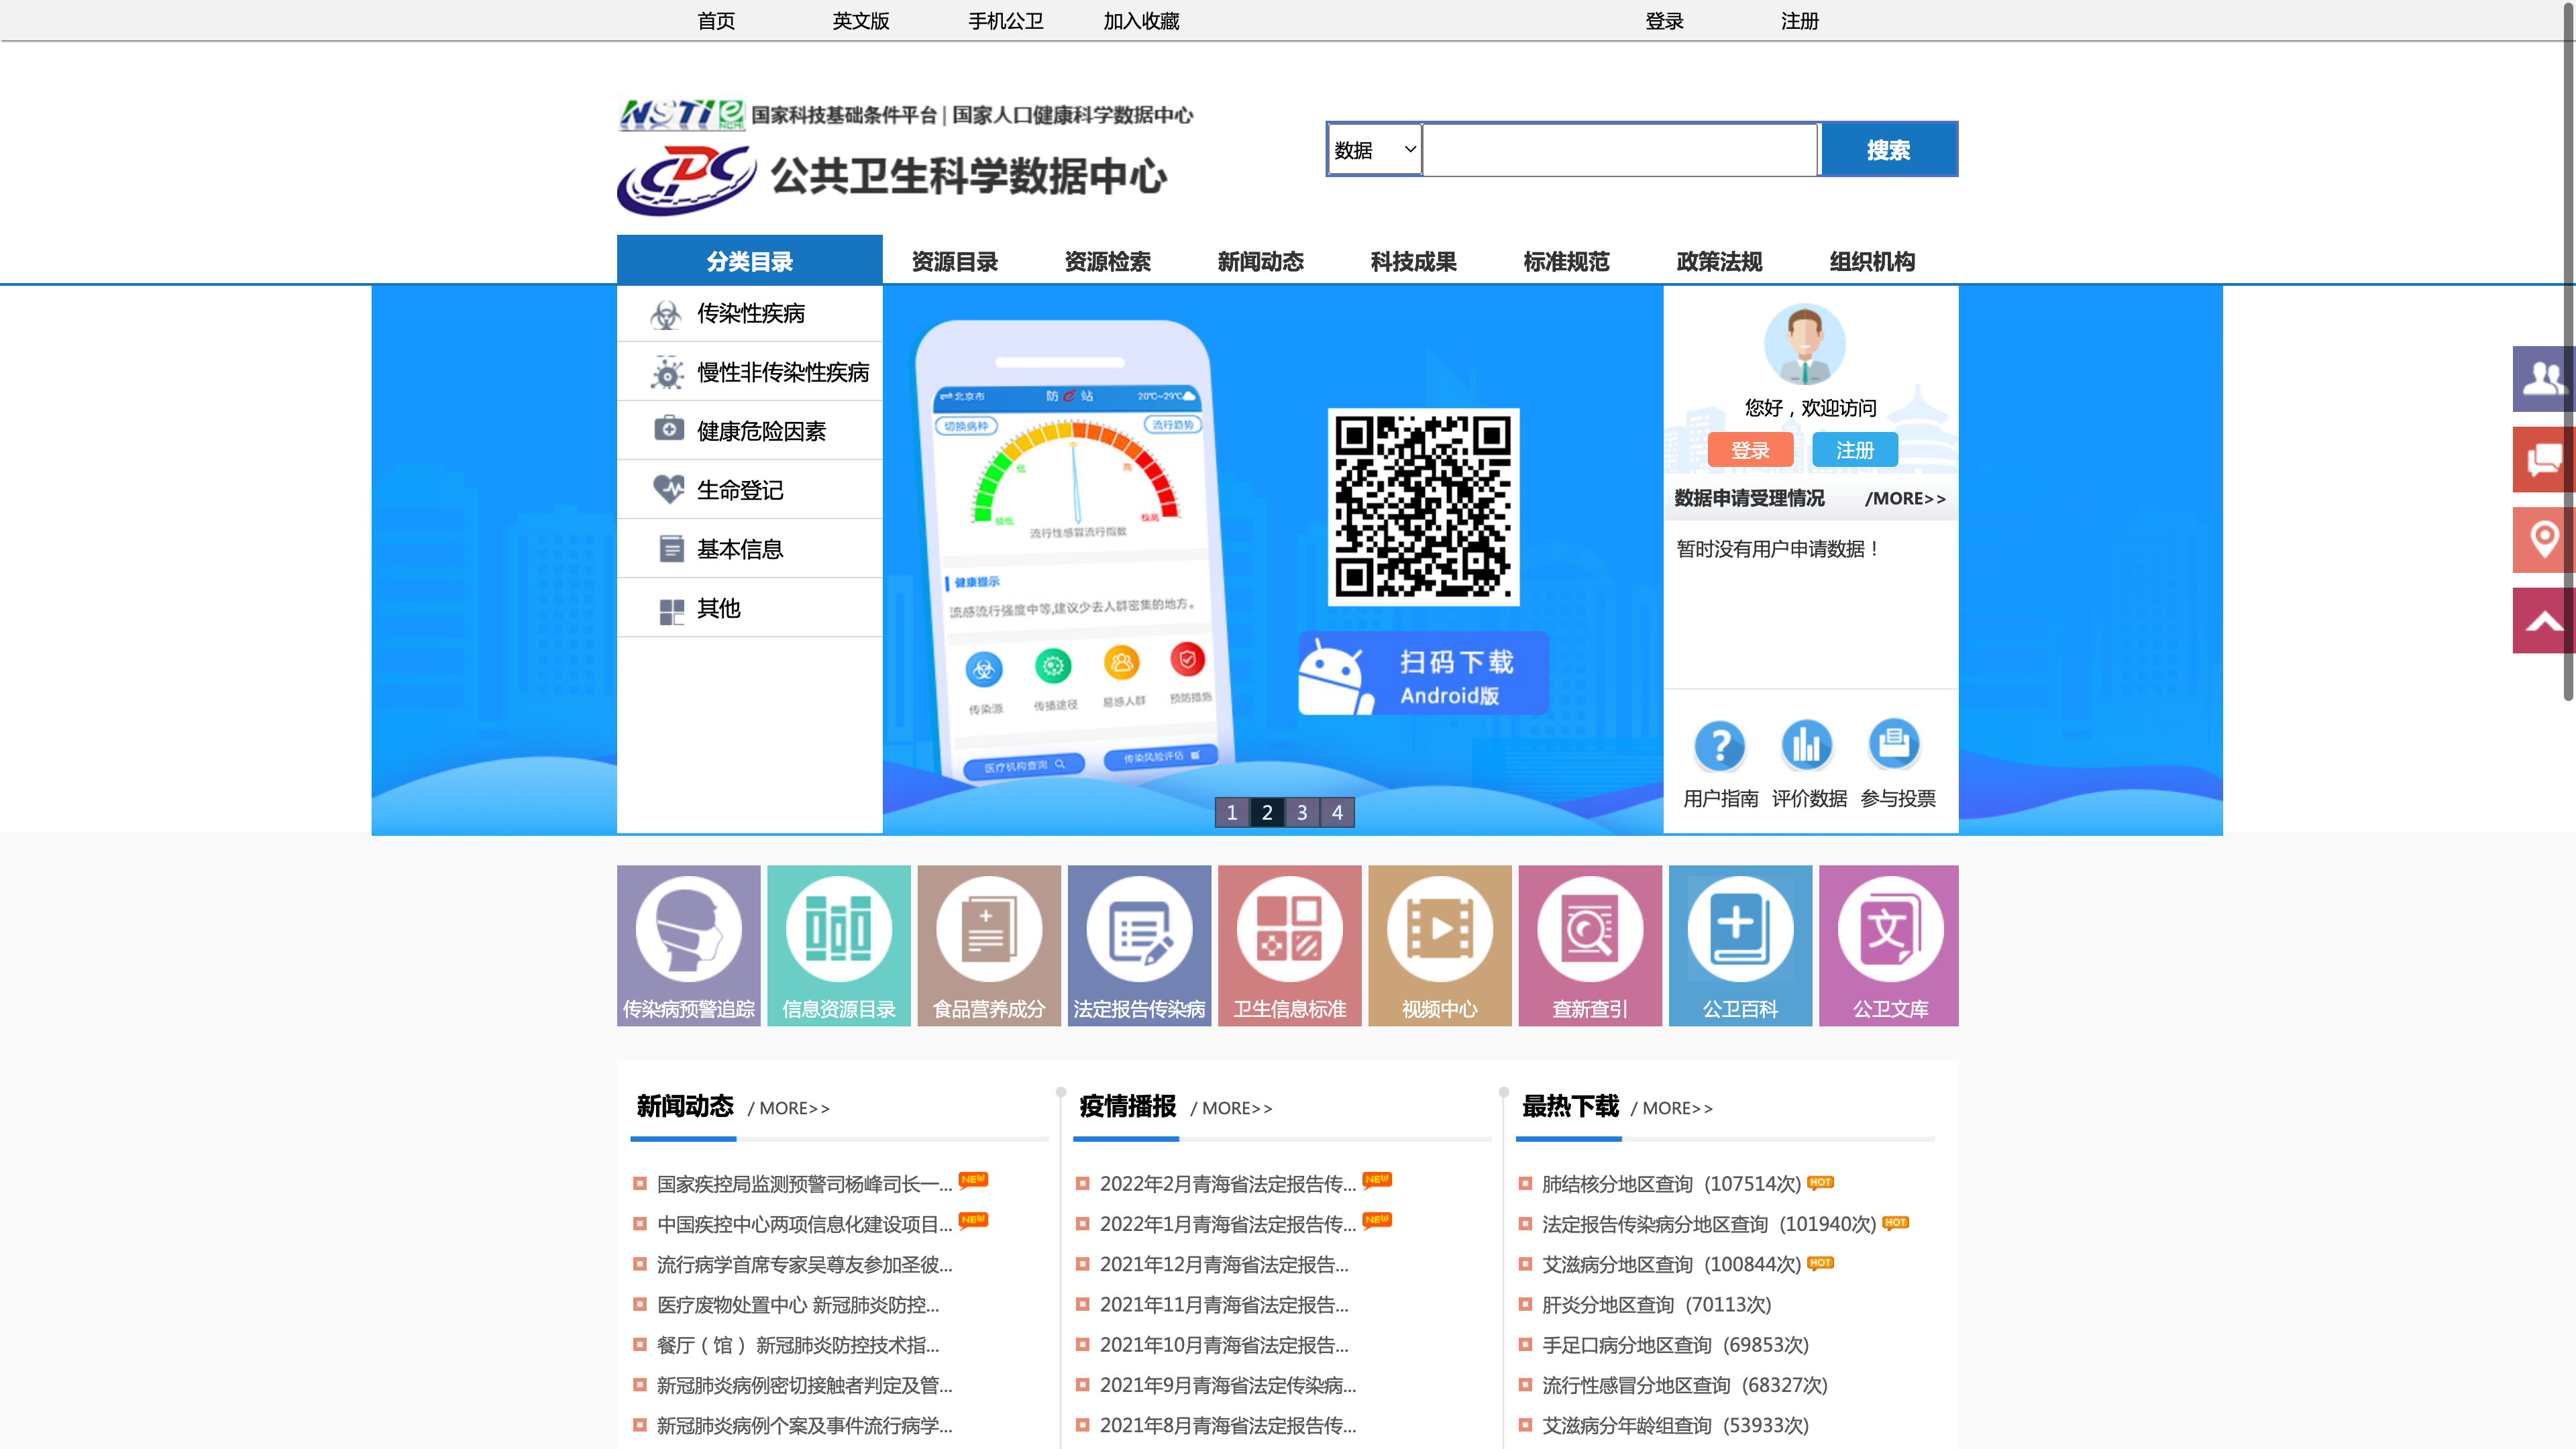 首页 英文版 手机公卫 加入收藏 登录 注册
NSTI e 国家科技基础条件平台 | 国家人口健康科学数据中心
CDC 公共卫生科学数据中心
数据 搜索
分类目录 资源目录 资源检索 新闻动态 科技成果 标准规范 政策法规 组织机构
传染性疾病
慢性非传染性疾病
健康危险因素
生命登记
基本信息
其他
北京市 防e站 20℃~29℃
切换病种 流行趋势
极低 低 中 高 极高
流行性感冒流行指数
健康提示
流感流行强度中等,建议少去人群密集的地方。
传染源 传播途径 易感人群 预防措施
医疗机构查询 传染风险评估
扫码下载
Android版
1 2 3 4
您好，欢迎访问
登录 注册
数据申请受理情况 /MORE>>
暂时没有用户申请数据！
用户指南 评价数据 参与投票
传染病预警追踪 信息资源目录 食品营养成分 法定报告传染病 卫生信息标准 视频中心 查新查引 公卫百科 文 公卫文库
新闻动态 / MORE>>
国家疾控局监测预警司杨峰司长一... NEW
中国疾控中心两项信息化建设项目... NEW
流行病学首席专家吴尊友参加圣彼...
医疗废物处置中心 新冠肺炎防控...
餐厅（馆） 新冠肺炎防控技术指...
新冠肺炎病例密切接触者判定及管...
新冠肺炎病例个案及事件流行病学...
疫情播报 / MORE>>
2022年2月青海省法定报告传... NEW
2022年1月青海省法定报告传... NEW
2021年12月青海省法定报告...
2021年11月青海省法定报告...
2021年10月青海省法定报告...
2021年9月青海省法定传染病...
2021年8月青海省法定报告传...
最热下载 / MORE>>
肺结核分地区查询 (107514次) HOT
法定报告传染病分地区查询 (101940次) HOT
艾滋病分地区查询 (100844次) HOT
肝炎分地区查询 (70113次)
手足口病分地区查询 (69853次)
流行性感冒分地区查询 (68327次)
艾滋病分年龄组查询 (53933次)